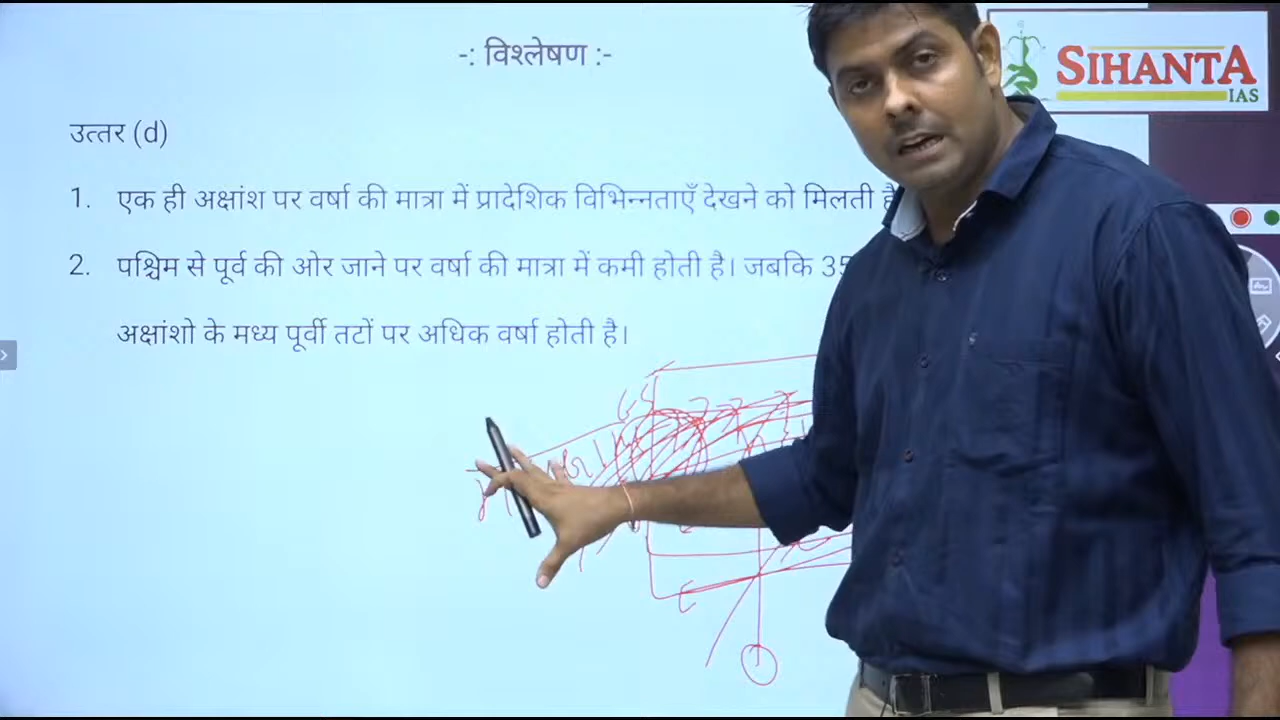 -: विश्लेषण :-
SIHANTA
IAS
उत्तर (d)
1. एक ही अक्षांश पर वर्षा की मात्रा में प्रादेशिक विभिन्नताएँ देखने को मिलती है
2. पश्चिम से पूर्व की ओर जाने पर वर्षा की मात्रा में कमी होती है। जबकि 35
अक्षांशो के मध्य पूर्वी तटों पर अधिक वर्षा होती है।